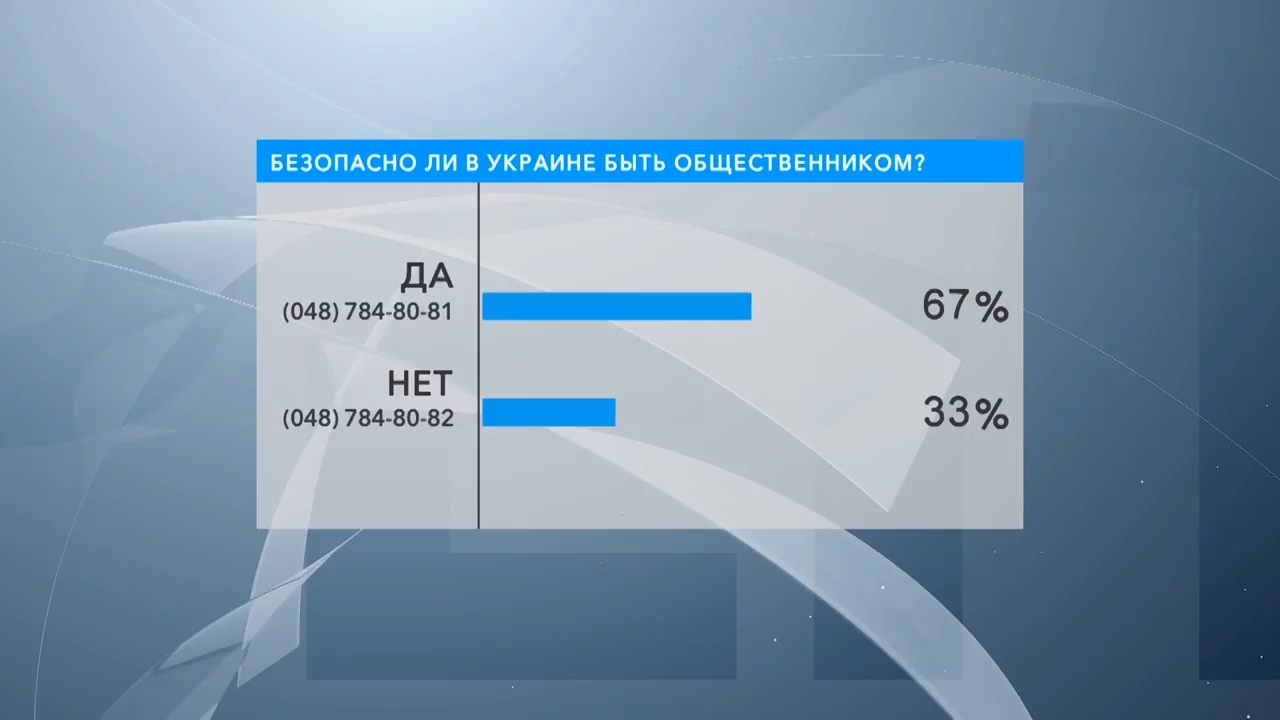 БЕЗОПАСНО ЛИ В УКРАИНЕ БЫТЬ ОБЩЕСТВЕННИКОМ?
ДА
(048) 784-80-81
67%
НЕТ
(048) 784-80-82
33%